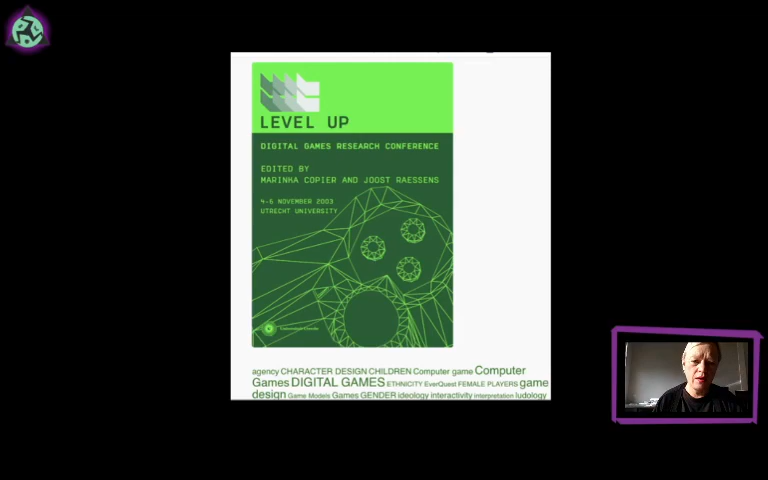 LEVEL UP
DIGITAL GAMES RESEARCH CONFERENCE
EDITED BY
MARINKA COPIER AND JOOST RAESSENS
4-6 NOVEMBER 2003
UTRECHT UNIVERSITY
agency CHARACTER DESIGN CHILDREN Computer game Computer
Games DIGITAL GAMES ETHNICITY EverQuest FEMALE PLAYERS game
design Game Models Games GENDER ideology interactivity interpretation ludology